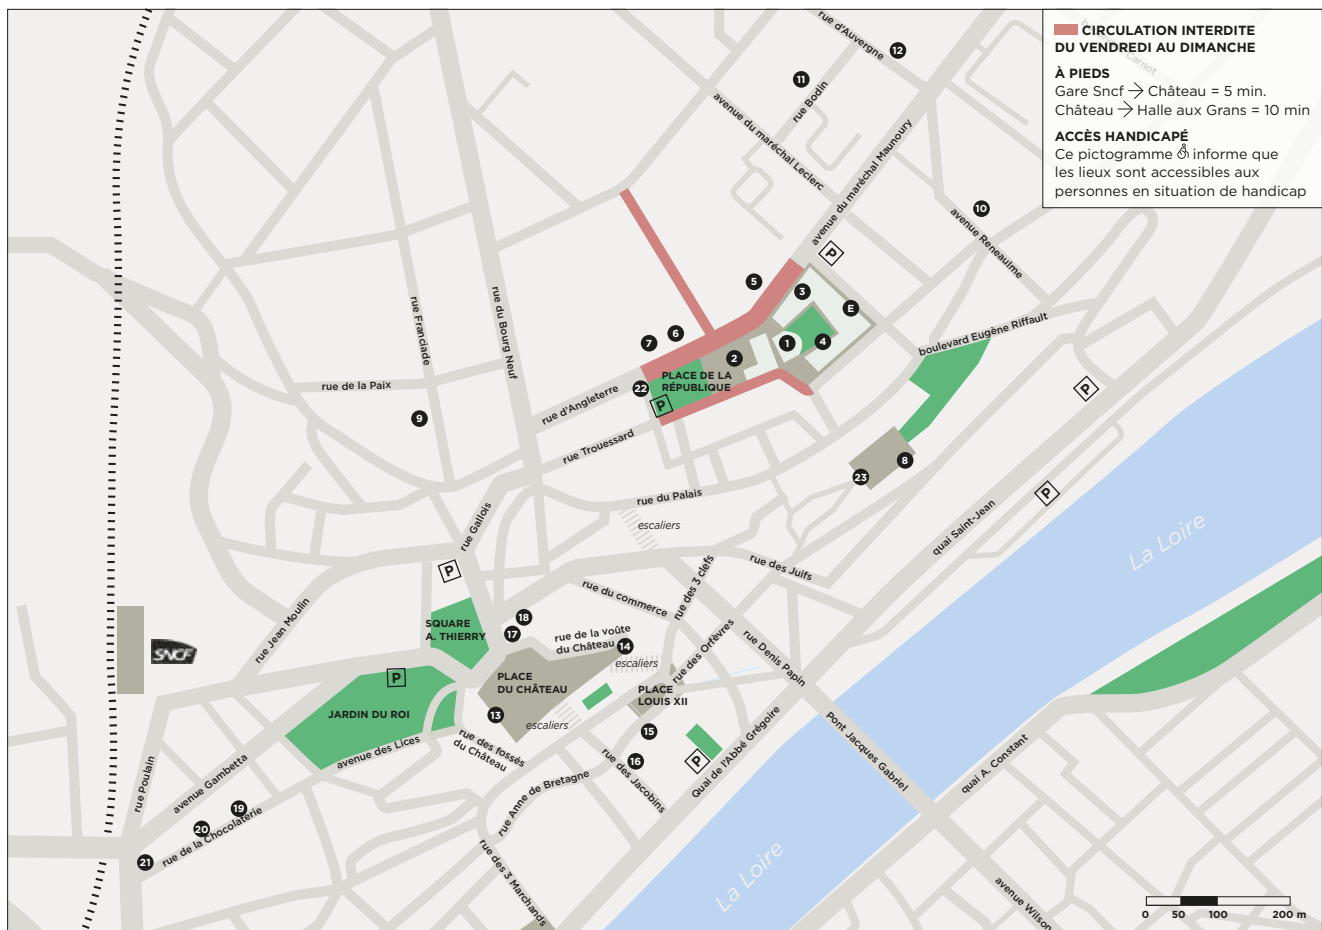 CIRCULATION INTERDITE
DU VENDREDI AU DIMANCHE
À PIEDS
Gare Sncf → Château = 5 min.
Château → Halle aux Grans = 10 min
ACCÈS HANDICAPÉ
Ce pictogramme informe que
les lieux sont accessibles aux
personnes en situation de handicap
Carnot
rue d'Auvergne
12
11
rue Bodin
avenue du maréchal Leclerc
avenue du maréchal Maunoury
10
avenue Reneaulme
P
5
3
E
rue Franciade
rue du Bourg Neuf
7
6
1
4
2
boulevard Eugène Riffault
PLACE DE LA
RÉPUBLIQUE
22
P
P
rue de la Paix
rue d'Angleterre
9
rue Trouessard
8
23
P
rue du Palais
escaliers
rue Gallois
quai Saint-Jean
La Loire
P
rue des Juifs
rue du commerce
rue des 3 clefs
rue Jean Moulin
SQUARE
A. THIERRY
18
17
rue de la voûte
du Château
14
escaliers
rue des Orfèvres
rue Denis Papin
SNCF
P
PLACE
DU CHÂTEAU
PLACE
LOUIS XII
JARDIN DU ROI
13
escaliers
15
16
P
rue des fossés
du Château
avenue des Lices
rue des Jacobins
Quai de l'Abbé Grégoire
Pont Jacques Gabriel
quai A. Constant
rue Poulain
avenue Gambetta
rue Anne de Bretagne
19
20
21
rue de la Chocolaterie
rue des 3 Marchands
La Loire
avenue Wilson
0 50 100 200 m